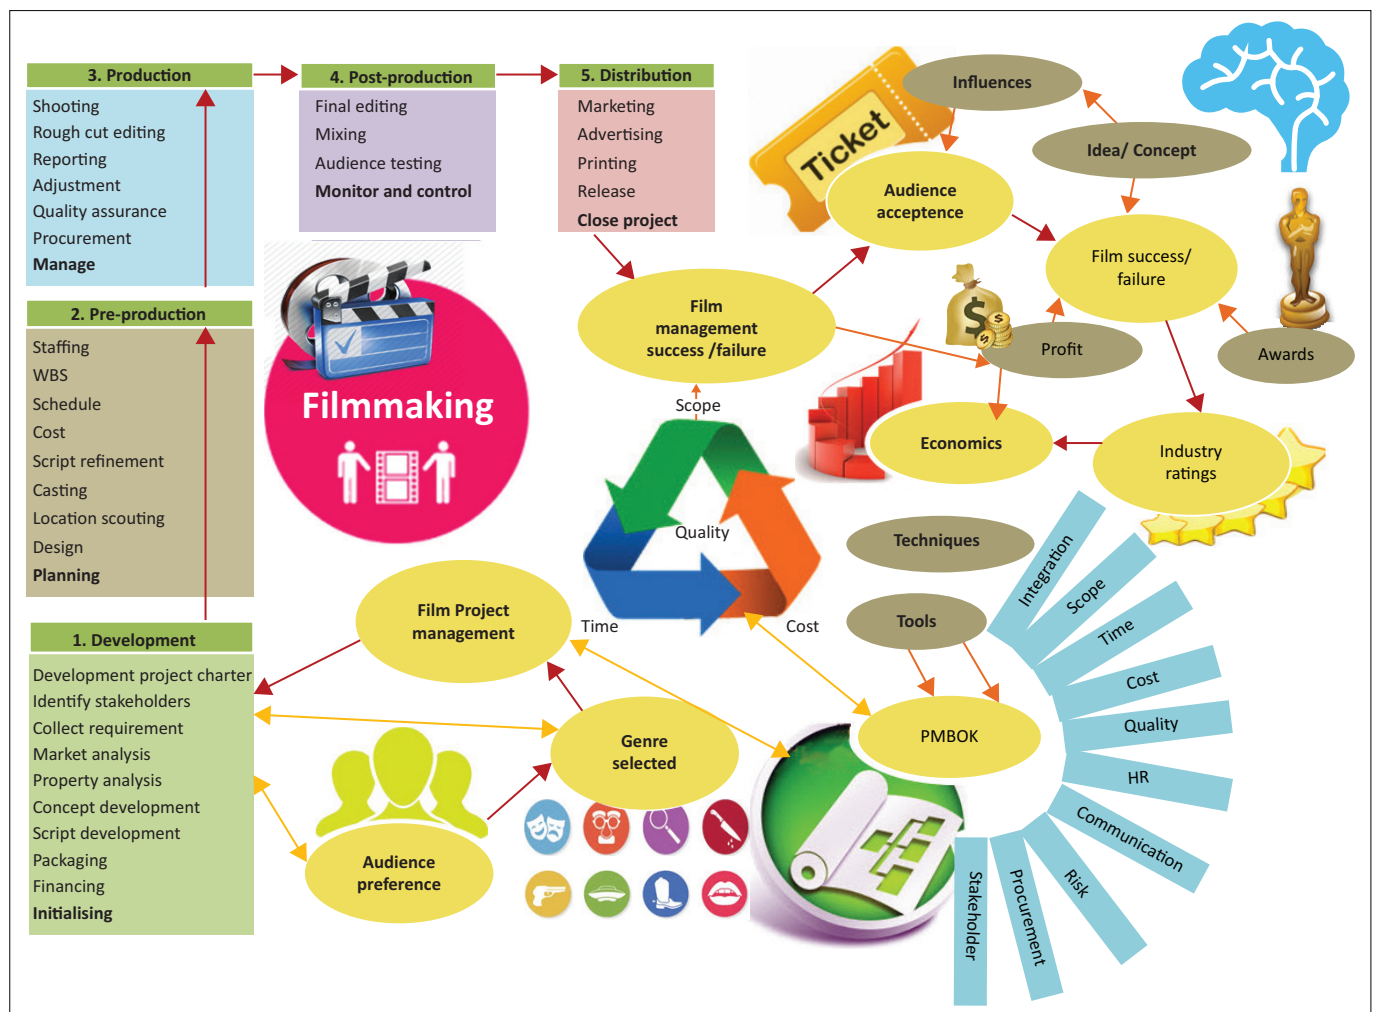 3. Production
Shooting
Rough cut editing
Reporting
Adjustment
Quality assurance
Procurement
Manage
4. Post-production
Final editing
Mixing
Audience testing
Monitor and control
5. Distribution
Marketing
Advertising
Printing
Release
Close project
2. Pre-production
Staffing
WBS
Schedule
Cost
Script refinement
Casting
Location scouting
Design
Planning
1. Development
Development project charter
Identify stakeholders
Collect requirement
Market analysis
Property analysis
Concept development
Script development
Packaging
Financing
Initialising
Filmmaking
Ticket
Influences
Idea/ Concept
Audience
acceptence
Film success/
failure
Film
management
success /failure
$
$
$
Profit
Awards
Economics
Industry
ratings
Scope
Quality
Time
Cost
Film Project
management
Genre
selected
Audience
preference
Techniques
Tools
PMBOK
Integration
Scope
Time
Cost
Quality
HR
Communication
Risk
Procurement
Stakeholder